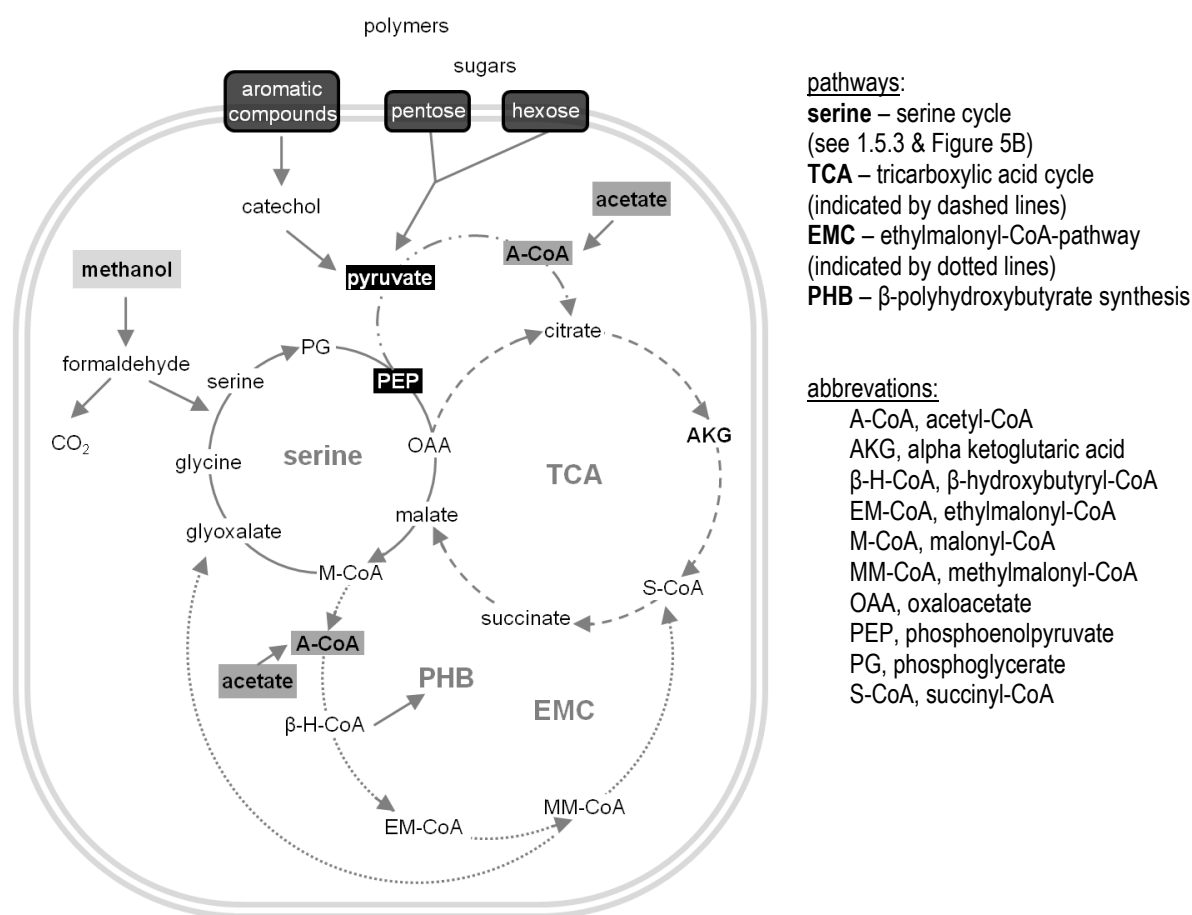 polymers
sugars
aromatic
compounds
pentose
hexose
catechol
acetate
A-CoA
methanol
pyruvate
citrate
PG
formaldehyde
serine
PEP
CO₂
AKG
OAA
glycine
serine
TCA
malate
glyoxalate
M-CoA
S-CoA
succinate
A-CoA
acetate
PHB
EMC
β-H-CoA
MM-CoA
EM-CoA
pathways:
serine – serine cycle
(see 1.5.3 & Figure 5B)
TCA – tricarboxylic acid cycle
(indicated by dashed lines)
EMC – ethylmalonyl-CoA-pathway
(indicated by dotted lines)
PHB – β-polyhydroxybutyrate synthesis
abbrevations:
A-CoA, acetyl-CoA
AKG, alpha ketoglutaric acid
β-H-CoA, β-hydroxybutyryl-CoA
EM-CoA, ethylmalonyl-CoA
M-CoA, malonyl-CoA
MM-CoA, methylmalonyl-CoA
OAA, oxaloacetate
PEP, phosphoenolpyruvate
PG, phosphoglycerate
S-CoA, succinyl-CoA